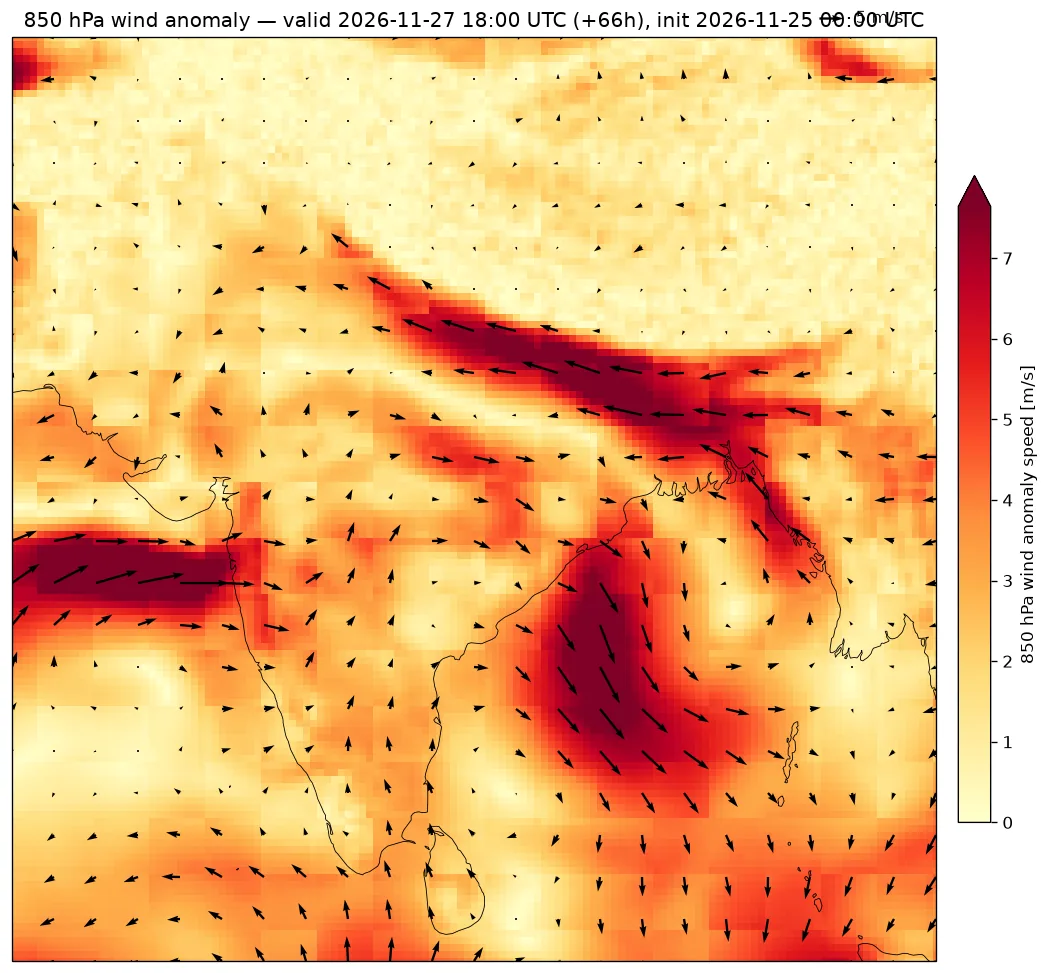 850 hPa wind anomaly — valid 2026-11-27 18:00 UTC (+66h), init 2026-11-25 00:00 UTC
5 m/s
7
6
5
4
3
2
1
0
850 hPa wind anomaly speed [m/s]